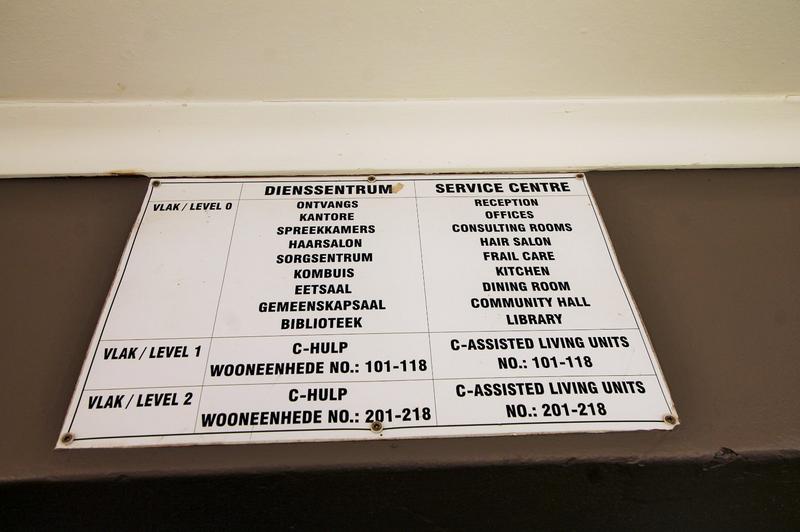 DIENSSENTRUM SERVICE CENTRE
VLAK / LEVEL 0 ONTVANGS RECEPTION
KANTORE OFFICES
SPREEKKAMERS CONSULTING ROOMS
HAARSALON HAIR SALON
SORGSENTRUM FRAIL CARE
KOMBUIS KITCHEN
EETSAAL DINING ROOM
GEMEENSKAPSAAL COMMUNITY HALL
BIBLIOTEEK LIBRARY
VLAK / LEVEL 1 C-HULP C-ASSISTED LIVING UNITS
WOONEENHEDE NO.: 101-118 NO.: 101-118
VLAK / LEVEL 2 C-HULP C-ASSISTED LIVING UNITS
WOONEENHEDE NO.: 201-218 NO.: 201-218